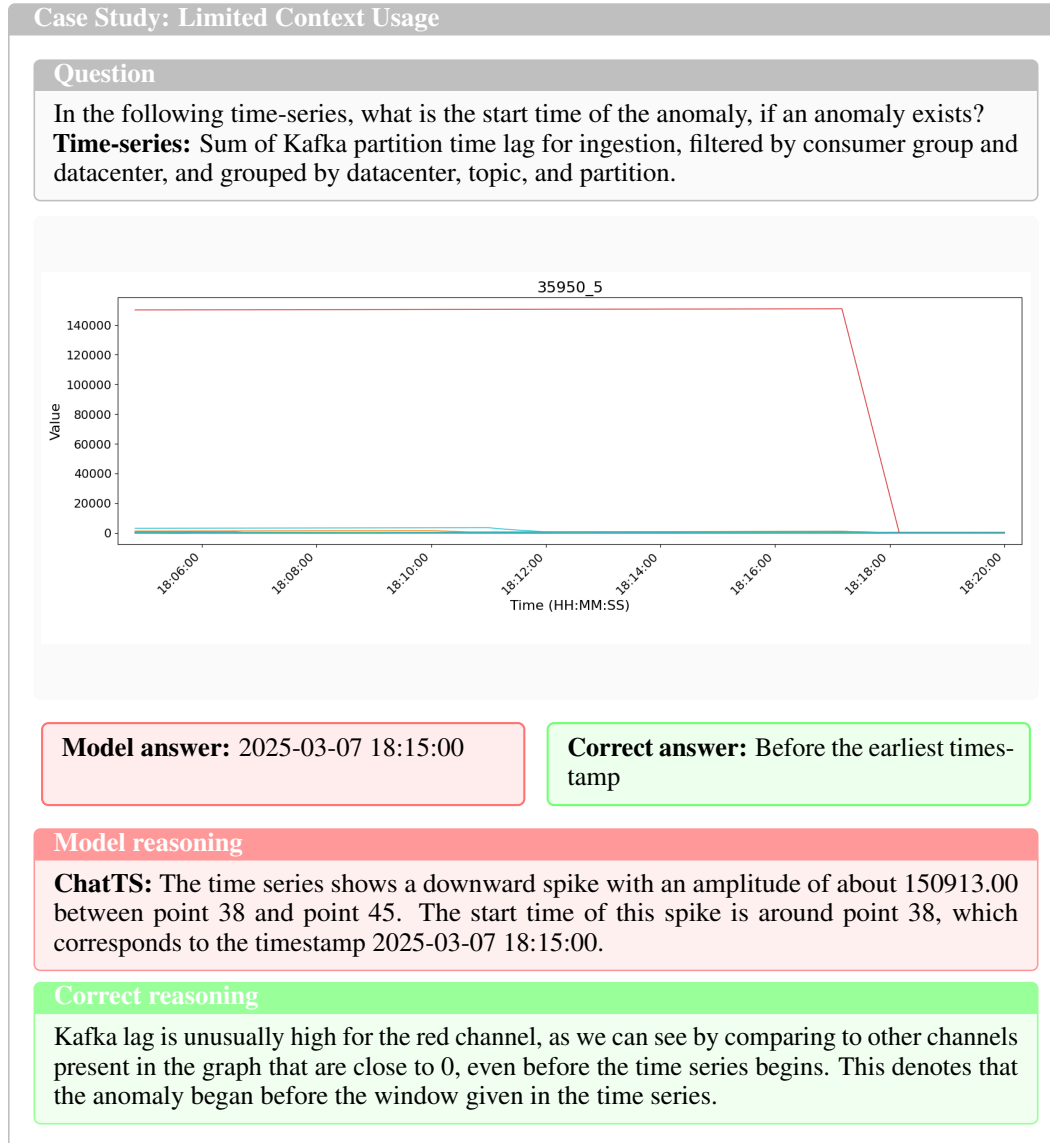 Case Study: Limited Context Usage
Question
In the following time-series, what is the start time of the anomaly, if an anomaly exists?
Time-series: Sum of Kafka partition time lag for ingestion, filtered by consumer group and
datacenter, and grouped by datacenter, topic, and partition.
35950_5
140000
120000
100000
80000
60000
40000
20000
0
Value
18:06:00
18:08:00
18:10:00
18:12:00
18:14:00
18:16:00
18:18:00
18:20:00
Time (HH:MM:SS)
Model answer: 2025-03-07 18:15:00
Correct answer: Before the earliest times-
tamp
Model reasoning
ChatTS: The time series shows a downward spike with an amplitude of about 150913.00
between point 38 and point 45. The start time of this spike is around point 38, which
corresponds to the timestamp 2025-03-07 18:15:00.
Correct reasoning
Kafka lag is unusually high for the red channel, as we can see by comparing to other channels
present in the graph that are close to 0, even before the time series begins. This denotes that
the anomaly began before the window given in the time series.